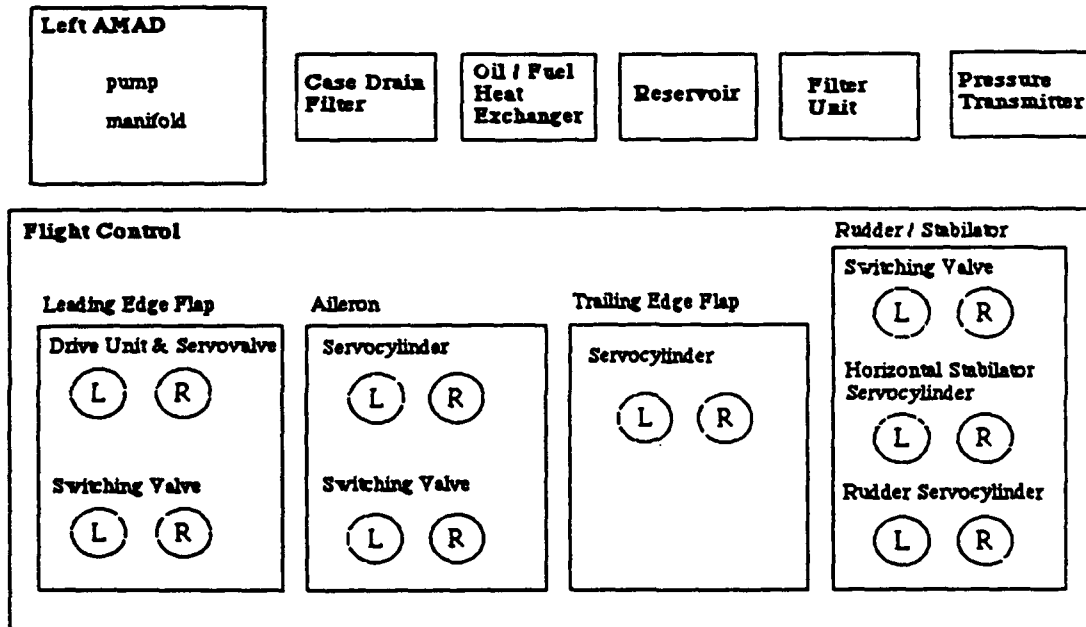 Left AMAD
pump
manifold
Case Drain
Filter
Oil / Fuel
Heat
Exchanger
Reservoir
Filter
Unit
Pressure
Transmitter
Flight Control
Leading Edge Flap
Drive Unit & Servovalve
L R
Switching Valve
L R
Aileron
Servocylinder
L R
Switching Valve
L R
Trailing Edge Flap
Servocylinder
L R
Rudder / Stabilator
Switching Valve
L R
Horizontal Stabilator
Servocylinder
L R
Rudder Servocylinder
L R